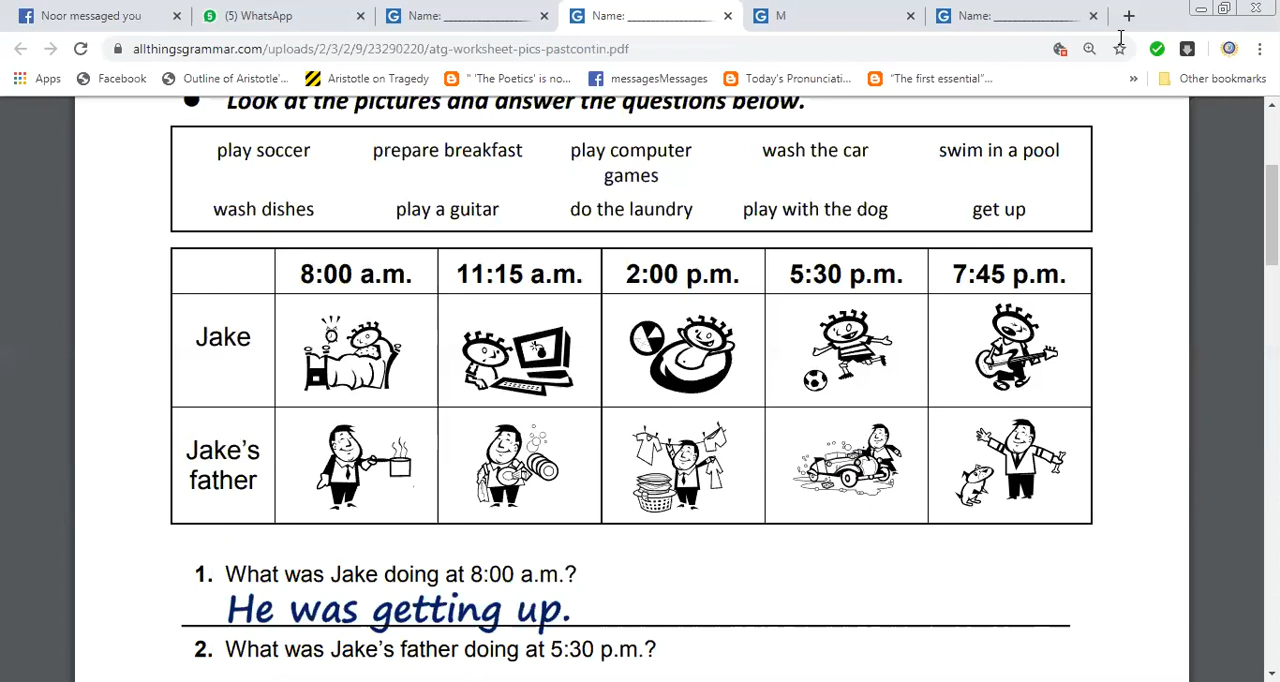 Noor messaged you
(5) WhatsApp
Name: ______________
Name: ______________
M
Name: ______________
allthingsgrammar.com/uploads/2/3/2/9/23290220/atg-worksheet-pics-pastcontin.pdf
Apps
Facebook
Outline of Aristotle'...
Aristotle on Tragedy
" 'The Poetics' is no...
messagesMessages
Today's Pronunciati...
"The first essential"...
»
Other bookmarks
Look at the pictures and answer the questions below.
play soccer prepare breakfast play computer games wash the car swim in a pool
wash dishes play a guitar do the laundry play with the dog get up
8:00 a.m. 11:15 a.m. 2:00 p.m. 5:30 p.m. 7:45 p.m.
Jake
Jake's
father
1. What was Jake doing at 8:00 a.m.?
He was getting up.
2. What was Jake's father doing at 5:30 p.m.?